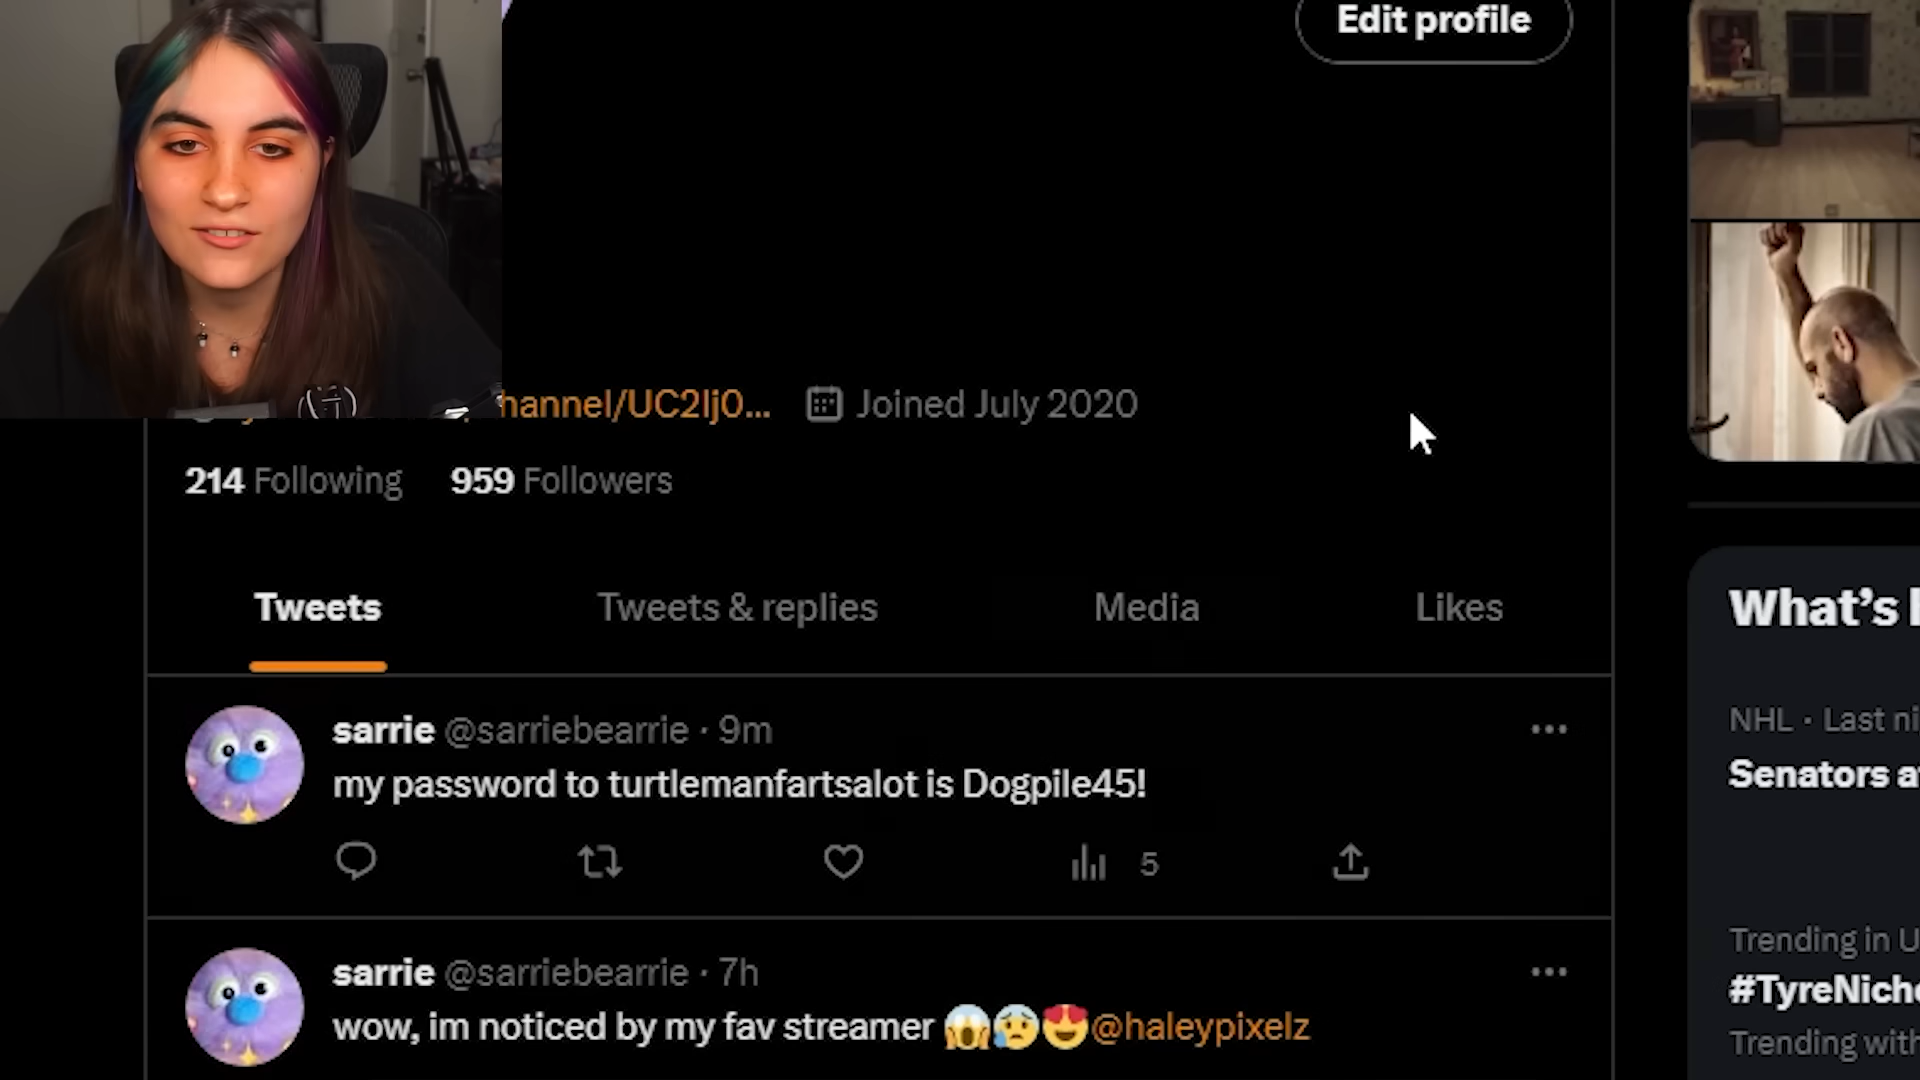 Edit profile
hannel/UC2lj0...
Joined July 2020
214 Following 959 Followers
Tweets Tweets & replies Media Likes
What's
sarrie @sarriebearrie · 9m
my password to turtlemanfartsalot is Dogpile45!
5
NHL · Last ni
Senators a
sarrie @sarriebearrie · 7h
wow, im noticed by my fav streamer 😱😰😍@haleypixelz
Trending in U
#TyreNich
Trending with